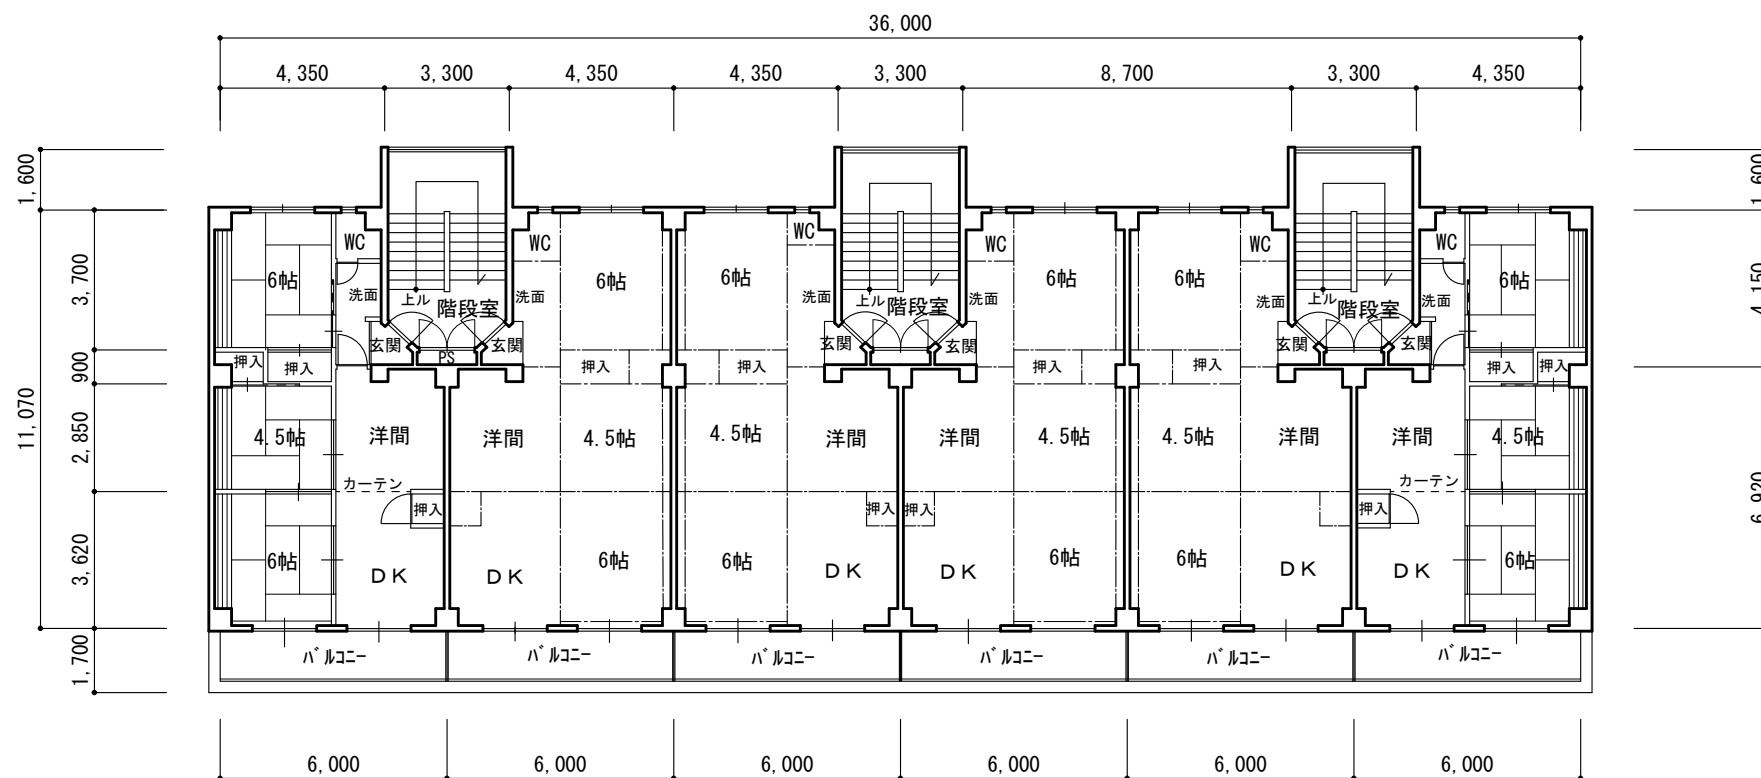 36,000
4,350 3,300 4,350 4,350 3,300 8,700 3,300 4,350
1,600
1,600
WC WC WC WC WC WC
6帖 6帖 6帖 6帖 6帖 6帖
3,700
4,150
洗面 上ル 階段室 洗面 洗面 上ル 階段室 洗面 洗面 上ル 階段室 洗面
玄関 PS 玄関 玄関 玄関 玄関 玄関
900
押入 押入 押入 押入 押入 押入 押入 押入
11,070
2,850
4.5帖 洋間 洋間 4.5帖 4.5帖 洋間 洋間 4.5帖 4.5帖 洋間 洋間 4.5帖
カーテン カーテン
押入 押入 押入 押入
6,920
3,620
6帖 DK DK 6帖 6帖 DK DK 6帖 6帖 DK DK 6帖
1,700
バルコニー バルコニー バルコニー バルコニー バルコニー バルコニー
6,000 6,000 6,000 6,000 6,000 6,000